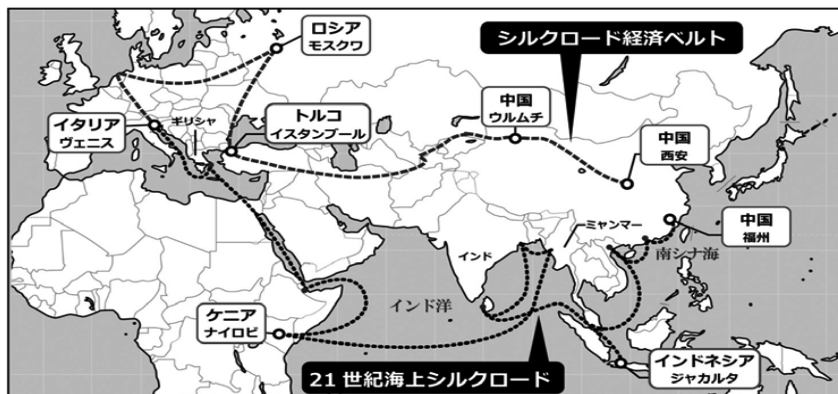 ロシア
モスクワ
シルクロード経済ベルト
イタリア
ヴェニス
ギリシャ
トルコ
イスタンブール
中国
ウルムチ
中国
西安
中国
福州
ミャンマー
インド
南シナ海
インド洋
ケニア
ナイロビ
21世紀海上シルクロード
インドネシア
ジャカルタ